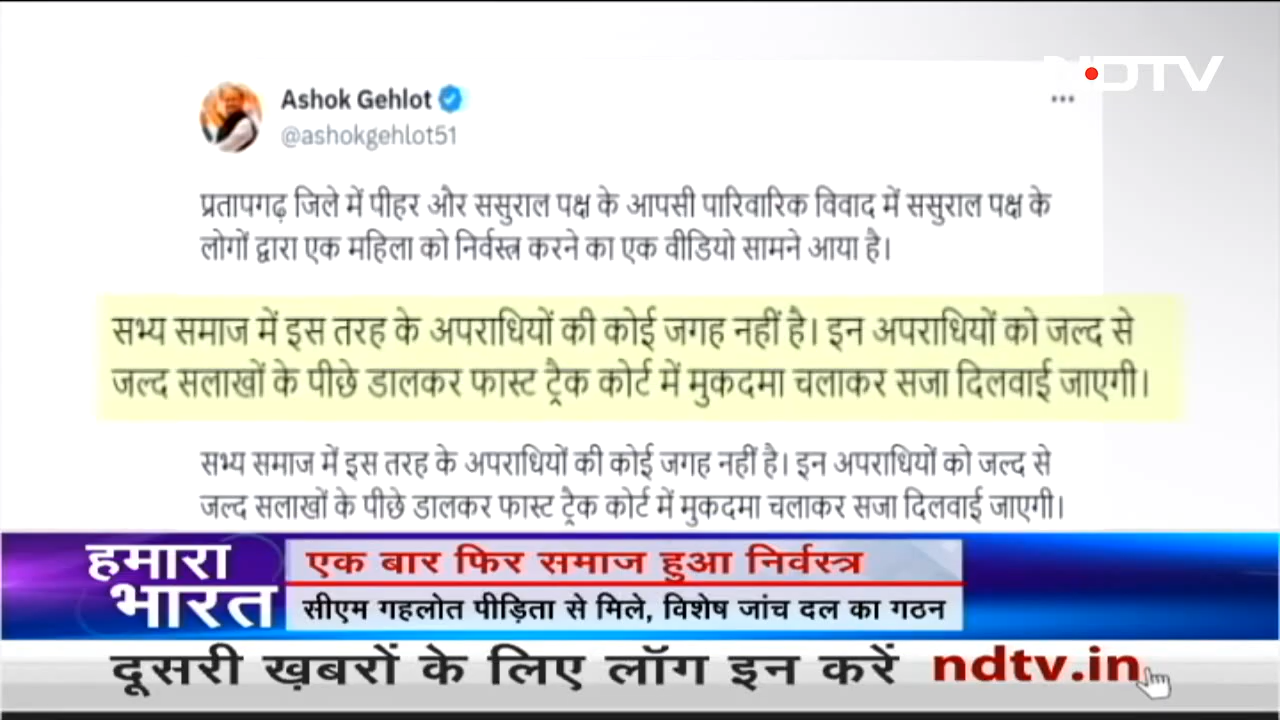 NDTV
Ashok Gehlot
@ashokgehlot51
प्रतापगढ़ जिले में पीहर और ससुराल पक्ष के आपसी पारिवारिक विवाद में ससुराल पक्ष के
लोगों द्वारा एक महिला को निर्वस्त्र करने का एक वीडियो सामने आया है।
सभ्य समाज में इस तरह के अपराधियों की कोई जगह नहीं है। इन अपराधियों को जल्द से
जल्द सलाखों के पीछे डालकर फास्ट ट्रैक कोर्ट में मुकदमा चलाकर सजा दिलवाई जाएगी।
सभ्य समाज में इस तरह के अपराधियों की कोई जगह नहीं है। इन अपराधियों को जल्द से
जल्द सलाखों के पीछे डालकर फास्ट ट्रैक कोर्ट में मुकदमा चलाकर सजा दिलवाई जाएगी।
हमारा
भारत
एक बार फिर समाज हुआ निर्वस्त्र
सीएम गहलोत पीड़िता से मिले, विशेष जांच दल का गठन
दूसरी ख़बरों के लिए लॉग इन करें ndtv.in